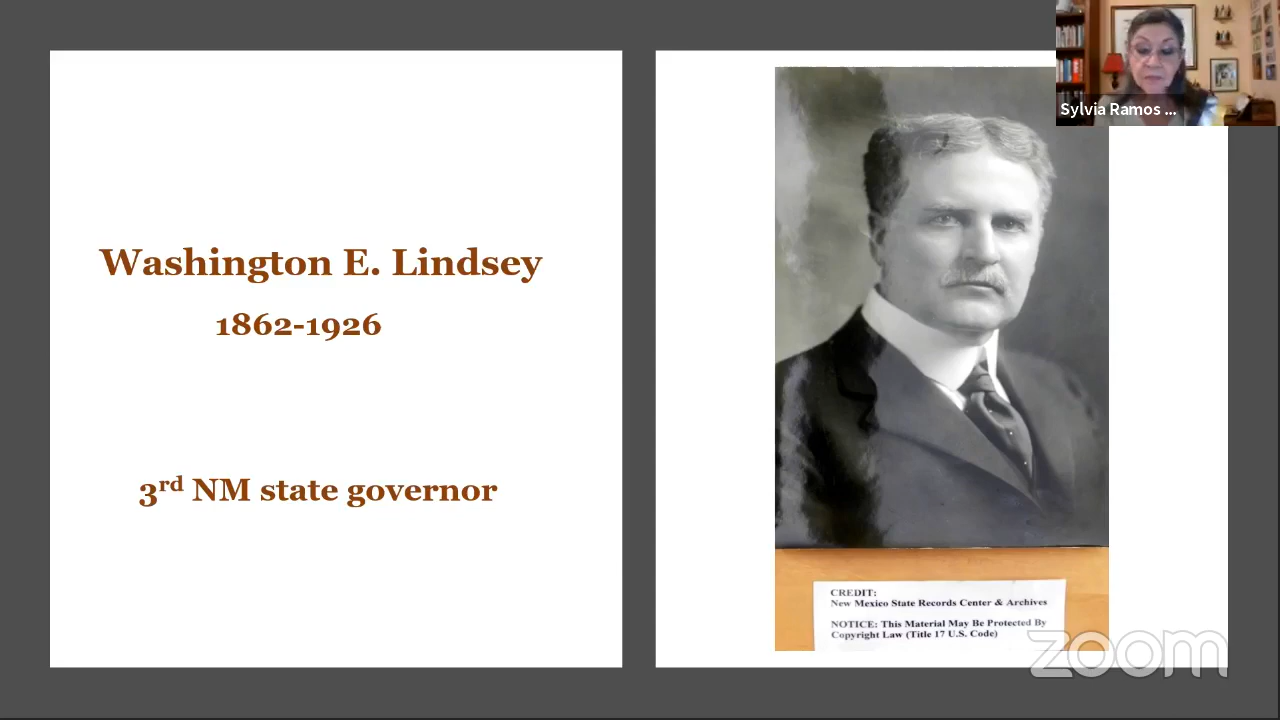 Washington E. Lindsey
1862-1926
3rd NM state governor
Sylvia Ramos ...
CREDIT:
New Mexico State Records Center & Archives
NOTICE: This Material May Be Protected By
Copyright Law (Title 17 U.S. Code)
zoom